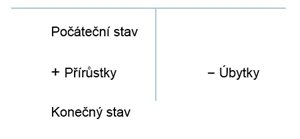 Počáteční stav
+ Přírůstky
– Úbytky
Konečný stav